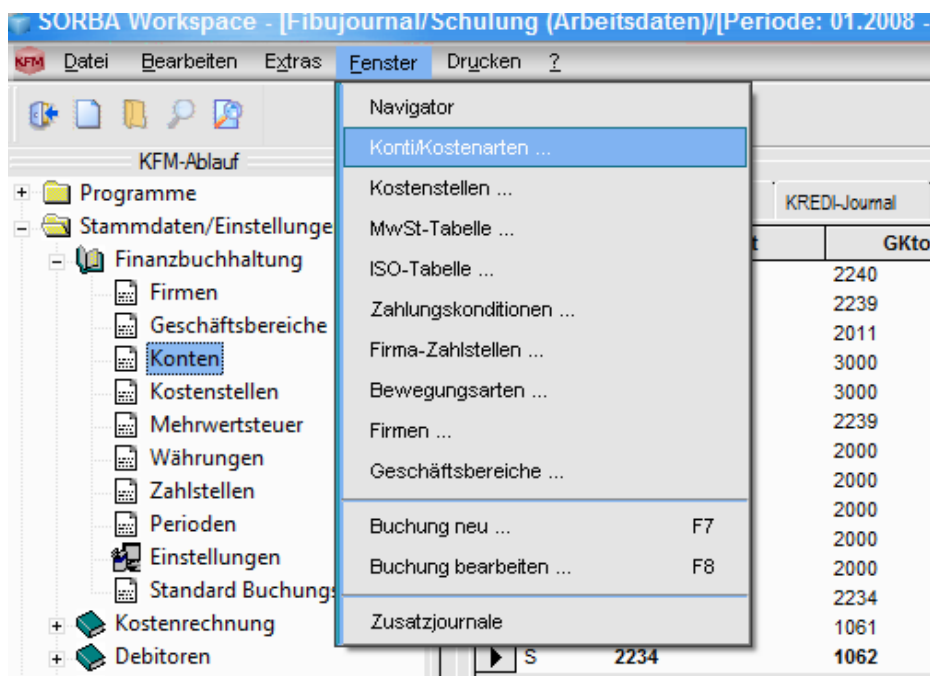 SORBA Workspace - [Fibujournal/Schulung (Arbeitsdaten)/[Periode: 01.2008 -
KFM Datei Bearbeiten Extras Fenster Drucken ?
KFM-Ablauf
Programme
Stammdaten/Einstellunge
Finanzbuchhaltung
Firmen
Geschäftsbereiche
Konten
Kostenstellen
Mehrwertsteuer
Währungen
Zahlstellen
Perioden
Einstellungen
Standard Buchungs
Kostenrechnung
Debitoren
Navigator
Konti/Kostenarten ...
Kostenstellen ...
MwSt-Tabelle ...
ISO-Tabelle ...
Zahlungskonditionen ...
Firma-Zahlstellen ...
Bewegungsarten ...
Firmen ...
Geschäftsbereiche ...
Buchung neu ... F7
Buchung bearbeiten ... F8
Zusatzjournale
KREDI-Journal
t GKto
2240
2239
2011
3000
3000
2239
2000
2000
2000
2000
2000
2234
1061
S 2234 1062